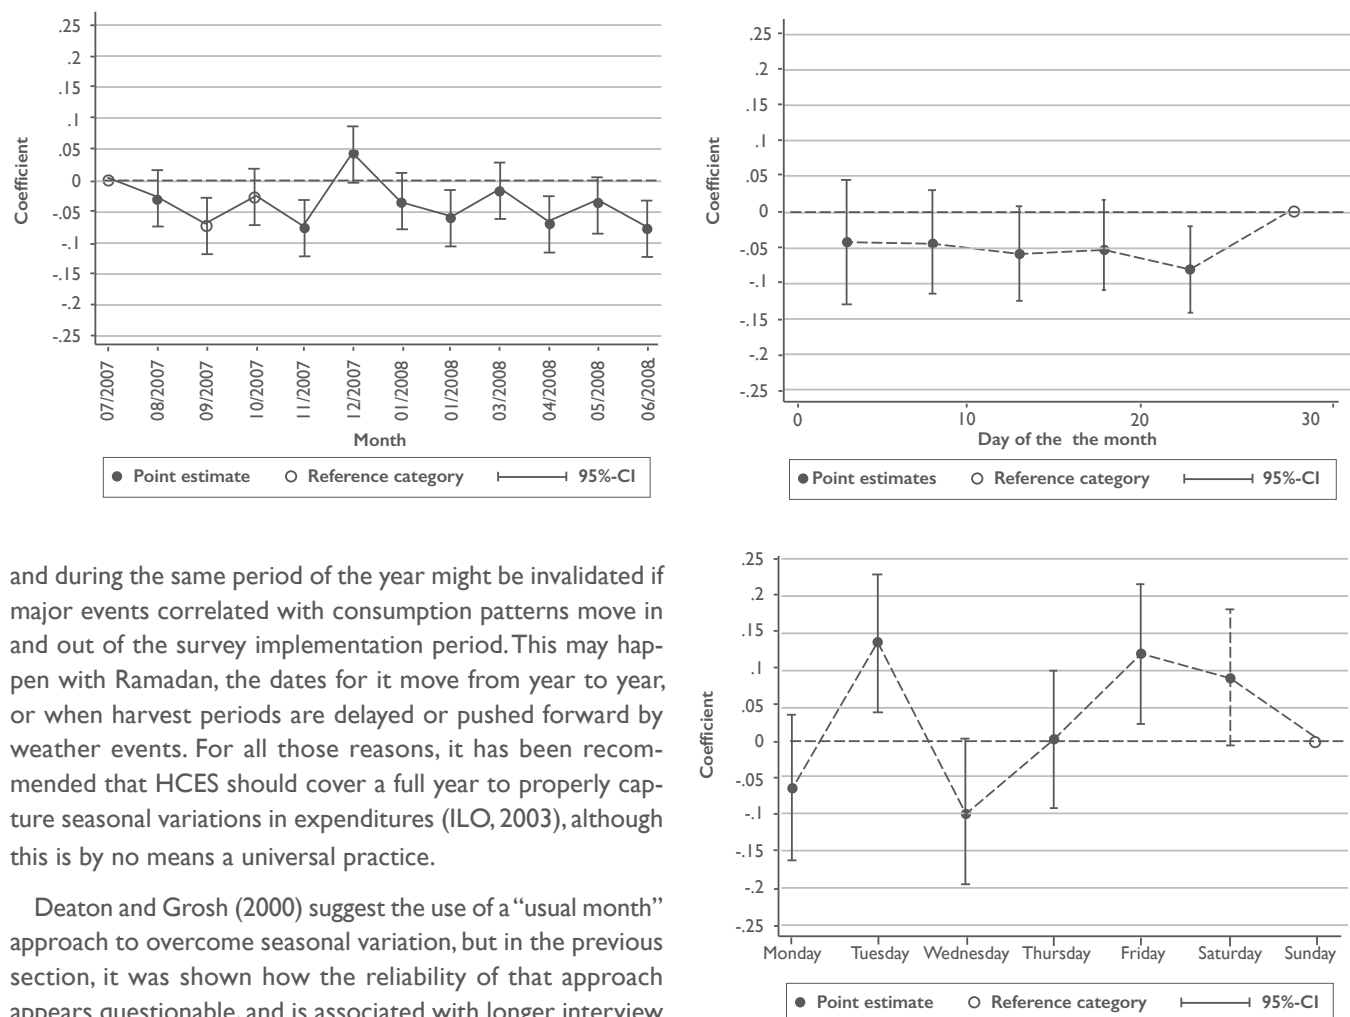 .25
.2
.15
.1
.05
0
-.05
-.1
-.15
-.2
-.25
Coefficient
07/2007
08/2007
09/2007
10/2007
11/2007
12/2007
01/2008
01/2008
03/2008
04/2008
05/2008
06/2008
Month
Point estimate Reference category 95%-CI
.25
.2
.15
.1
.05
0
-.05
-.1
-.15
-.2
-.25
Coefficient
0 10 20 30
Day of the the month
Point estimates Reference category 95%-CI
and during the same period of the year might be invalidated if
major events correlated with consumption patterns move in
and out of the survey implementation period. This may hap-
pen with Ramadan, the dates for it move from year to year,
or when harvest periods are delayed or pushed forward by
weather events. For all those reasons, it has been recom-
mended that HCES should cover a full year to properly cap-
ture seasonal variations in expenditures (ILO, 2003), although
this is by no means a universal practice.
Deaton and Grosh (2000) suggest the use of a “usual month”
approach to overcome seasonal variation, but in the previous
section, it was shown how the reliability of that approach
appears questionable, and is associated with longer interview
.25
.2
.15
.1
.05
0
-.05
-.1
-.15
-.2
-.25
Coefficient
Monday Tuesday Wednesday Thursday Friday Saturday Sunday
Point estimate Reference category 95%-CI